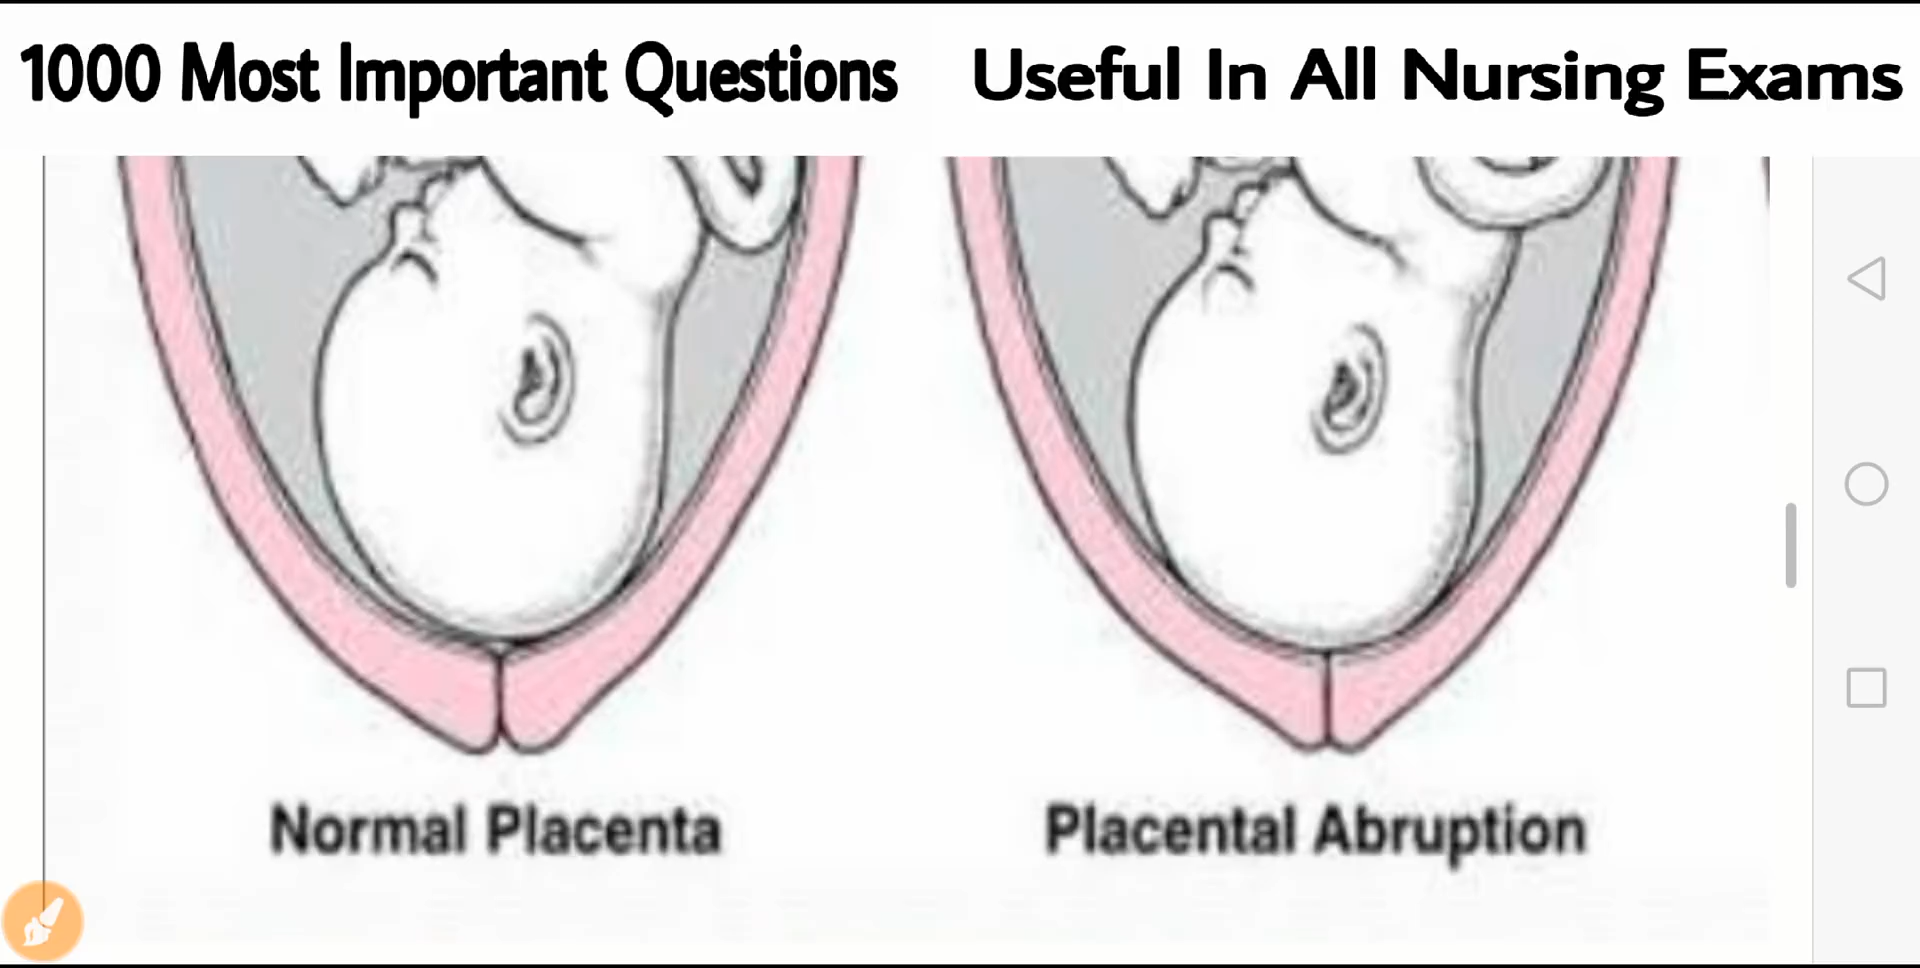 1000 Most Important Questions Useful In All Nursing Exams
Normal Placenta Placental Abruption